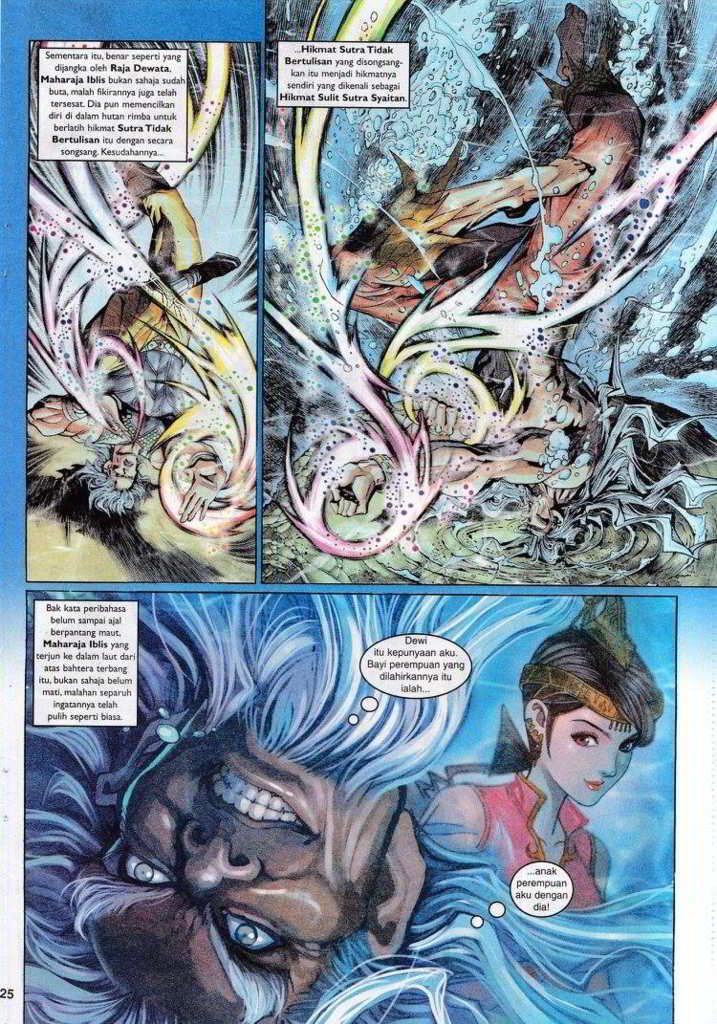 Sementara itu, benar seperti yang
dijangka oleh Raja Dewata,
Maharaja Iblis bukan sahaja sudah
buta, malah fikirannya juga telah
tersesat. Dia pun memencilkan
diri di dalam hutan rimba untuk
berlatih hikmat Sutra Tidak
Bertulisan itu dengan secara
songsang. Kesudahannya...
...Hikmat Sutra Tidak
Bertulisan yang disongsang-
kan itu menjadi hikmatnya
sendiri yang dikenali sebagai
Hikmat Sulit Sutra Syaitan.
Bak kata peribahasa
belum sampai ajal
berpantang maut,
Maharaja Iblis yang
terjun ke dalam laut dari
atas bahtera terbang
itu, bukan sahaja belum
mati, malahan separuh
ingatannya telah
pulih seperti biasa.
Dewi
itu kepunyaan aku.
Bayi perempuan yang
dilahirkannya itu
ialah...
...anak
perempuan
aku dengan
dia!
25